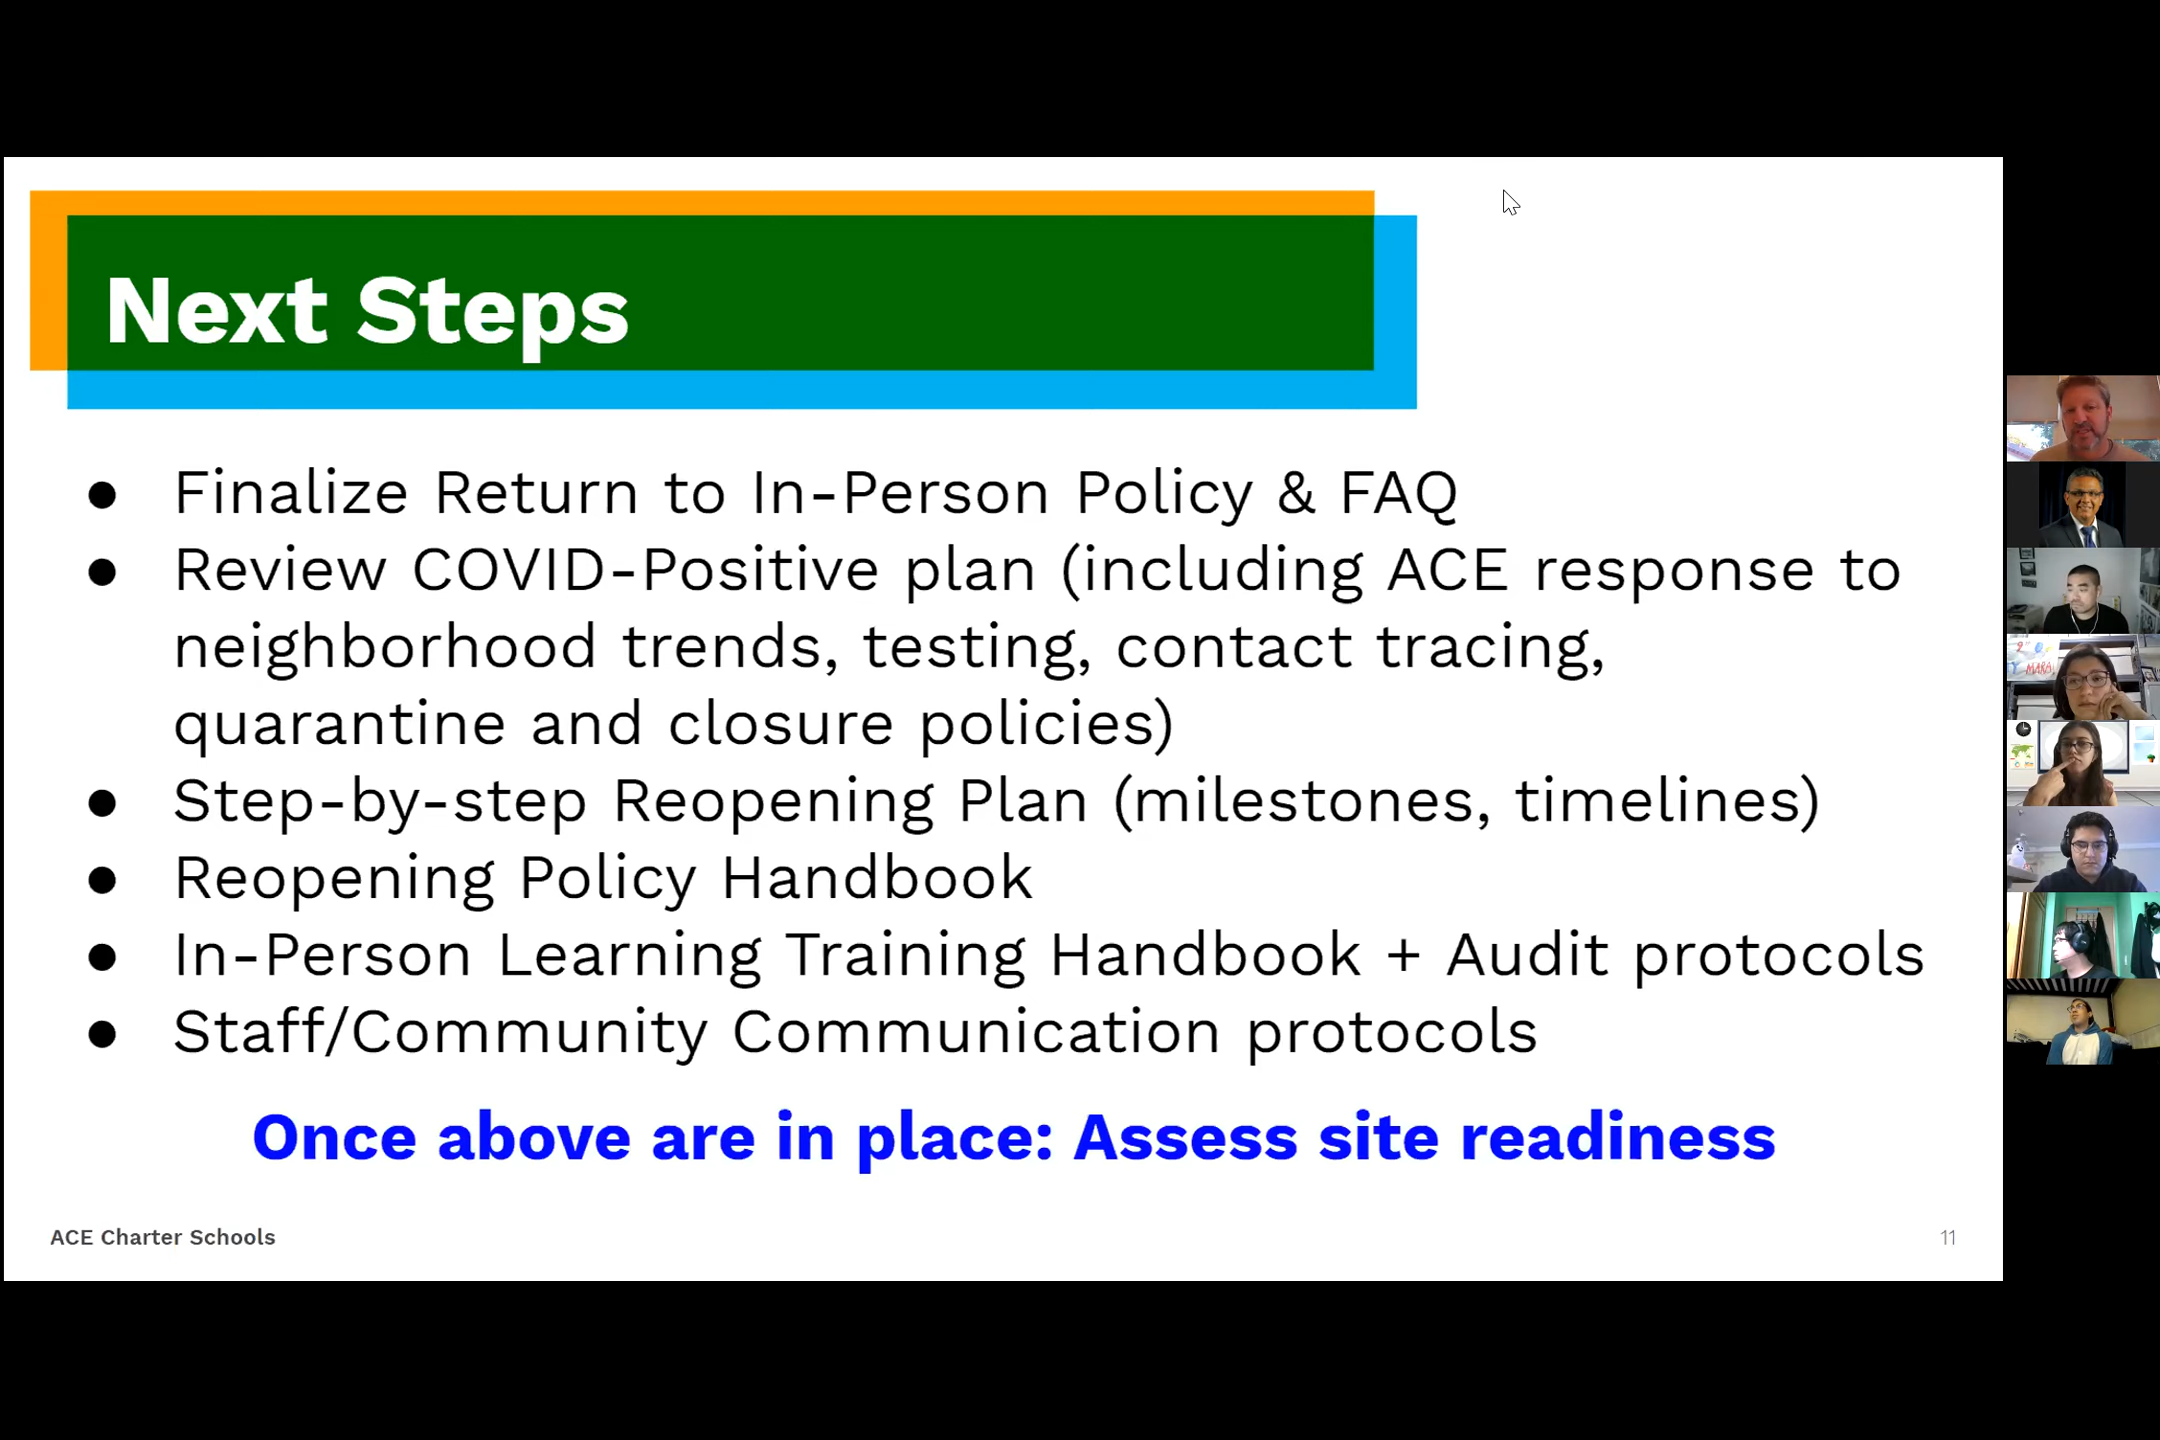 Next Steps
● Finalize Return to In-Person Policy & FAQ
● Review COVID-Positive plan (including ACE response to
neighborhood trends, testing, contact tracing,
quarantine and closure policies)
● Step-by-step Reopening Plan (milestones, timelines)
● Reopening Policy Handbook
● In-Person Learning Training Handbook + Audit protocols
● Staff/Community Communication protocols
Once above are in place: Assess site readiness
ACE Charter Schools
11